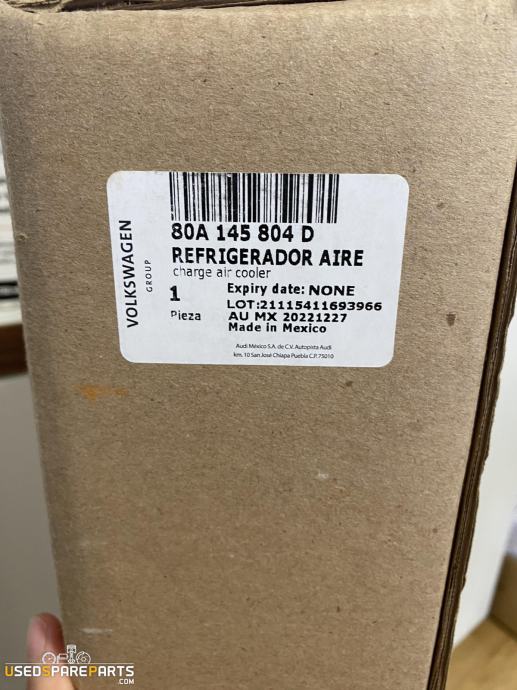 VOLKSWAGEN
GROUP
80A 145 804 D
REFRIGERADOR AIRE
charge air cooler
1
Pieza
Expiry date: NONE
LOT:21115411693966
AU MX 20221227
Made in Mexico
Audi México S.A. de C.V. Autopista Audi
km. 10 San José Chiapa Puebla C.P. 75010
USEDSPAREPARTS
.COM